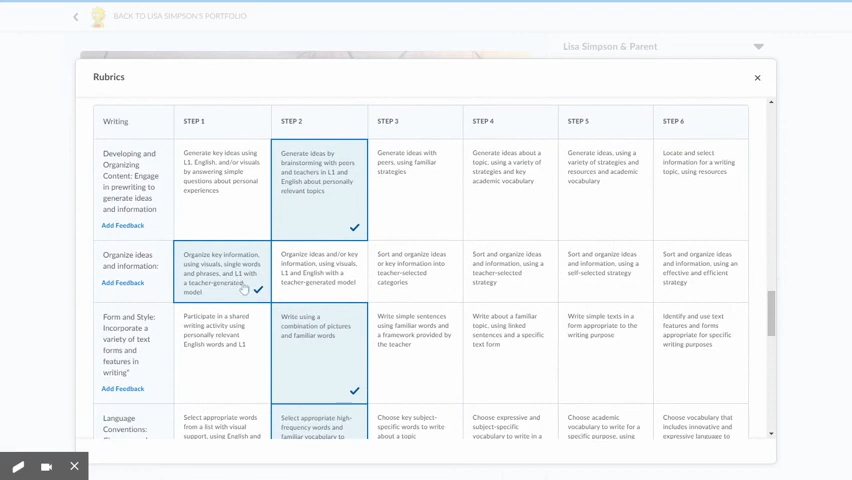 BACK TO LISA SIMPSON'S PORTFOLIO
Lisa Simpson & Parent
Rubrics
Writing
STEP 1
STEP 2
STEP 3
STEP 4
STEP 5
STEP 6
Developing and
Organizing
Content: Engage
in prewriting to
generate ideas
and information
Add Feedback
Generate key ideas using
L1, English, and/or visuals
by answering simple
questions about personal
experiences
Generate ideas by
brainstorming with peers
and teachers in L1 and
English about personally
relevant topics
Generate ideas with
peers, using familiar
strategies
Generate ideas about a
topic, using a variety of
strategies and key
academic vocabulary
Generate ideas, using a
variety of strategies and
resources and academic
vocabulary
Locate and select
information for a writing
topic, using resources
Organize ideas
and information:
Add Feedback
Organize key information,
using visuals, single words
and phrases, and L1 with
a teacher-generated
model
Organize ideas and/or key
information, using visuals,
L1 and English with a
teacher-generated model
Sort and organize ideas
or key information into
teacher-selected
categories
Sort and organize ideas
and information, using a
teacher-selected
strategy
Sort and organize ideas
and information, using a
self-selected strategy
Sort and organize ideas
and information, using an
effective and efficient
strategy
Form and Style:
Incorporate a
variety of text
forms and
features in
writing"
Add Feedback
Participate in a shared
writing activity using
personally relevant
English words and L1
Write using a
combination of pictures
and familiar words
Write simple sentences
using familiar words and
a framework provided by
the teacher
Write about a familiar
topic, using linked
sentences and a specific
text form
Write simple texts in a
form appropriate to the
writing purpose
Identify and use text
features and forms
appropriate for specific
writing purposes
Language
Select appropriate words
from a list with visual
support, using English and
Select appropriate high-
frequency words and
familiar vocabulary to
Choose key subject-
specific words to write
about a topic
Choose expressive and
subject-specific
vocabulary to write in a
Choose academic
vocabulary to write for a
specific purpose, using
Choose vocabulary that
includes innovative and
expressive language to